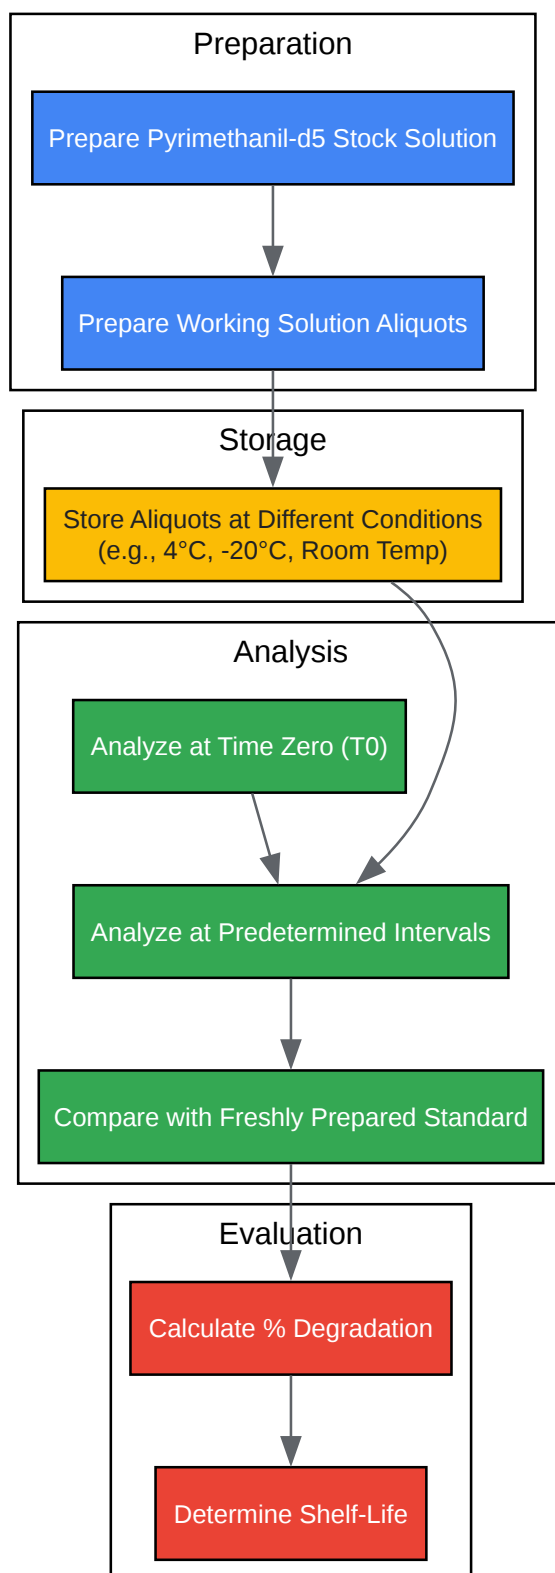 Preparation
Prepare Pyrimethanil-d5 Stock Solution
Prepare Working Solution Aliquots
Storage
Store Aliquots at Different Conditions
(e.g., 4°C, -20°C, Room Temp)
Analysis
Analyze at Time Zero (T0)
Analyze at Predetermined Intervals
Compare with Freshly Prepared Standard
Evaluation
Calculate % Degradation
Determine Shelf-Life